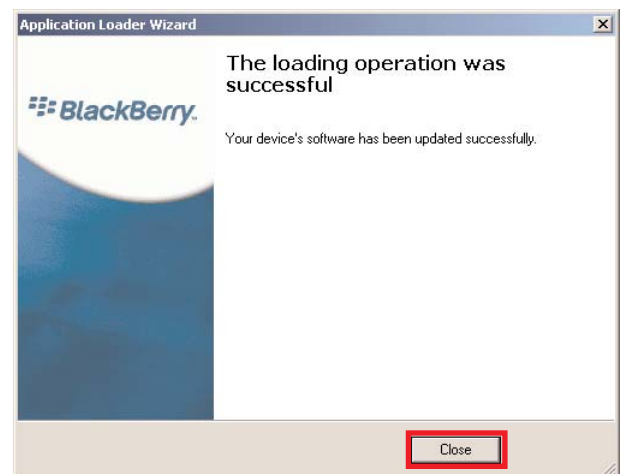 Application Loader Wizard
The loading operation was
successful
BlackBerry.
Your device's software has been updated successfully.
Close